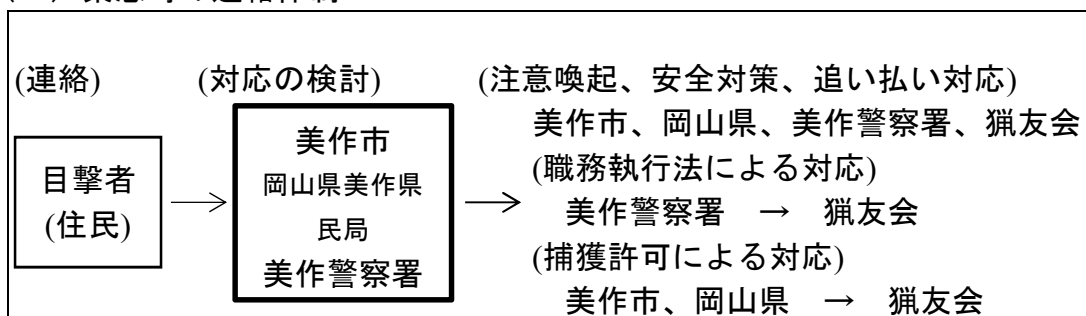 (連絡)
(対応の検討)
(注意喚起、安全対策、追い払い対応)
目撃者
(住民)
美作市
岡山県美作県
民局
美作警察署
美作市、岡山県、美作警察署、猟友会
(職務執行法による対応)
美作警察署 → 猟友会
(捕獲許可による対応)
美作市、岡山県 → 猟友会